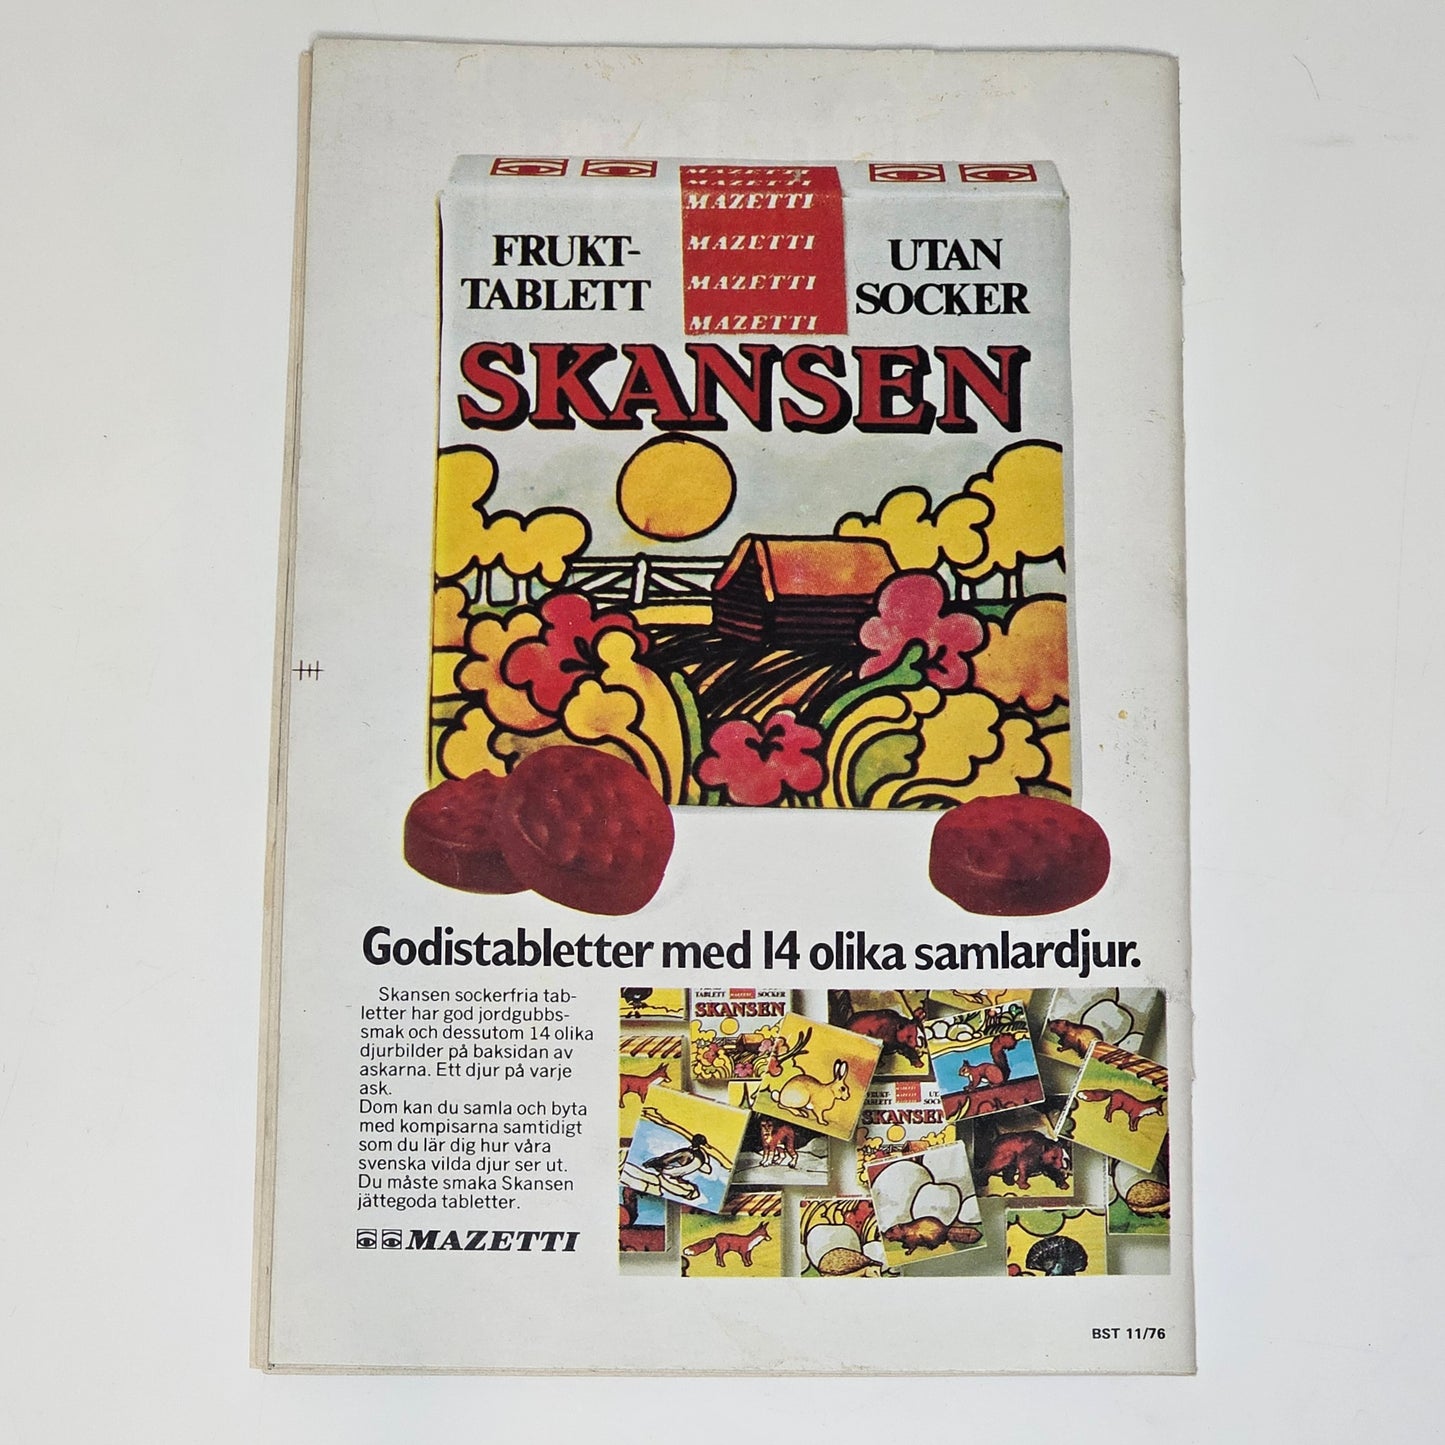 MAZETTI
MAZETTI
MAZETTI
MAZETTI
MAZETTI
MAZETTI
FRUKT-
TABLETT
UTAN
SOCKER
SKANSEN
Godistabletter med 14 olika samlardjur.
Skansen sockerfria tab-
letter har god jordgubbs-
smak och dessutom 14 olika
djurbilder på baksidan av
askarna. Ett djur på varje
ask.
Dom kan du samla och byta
med kompisarna samtidigt
som du lär dig hur våra
svenska vilda djur ser ut.
Du måste smaka Skansen
jättegoda tabletter.
MAZETTI
TABLETT
SOCKER
SKANSEN
SKANSEN
BST 11/76